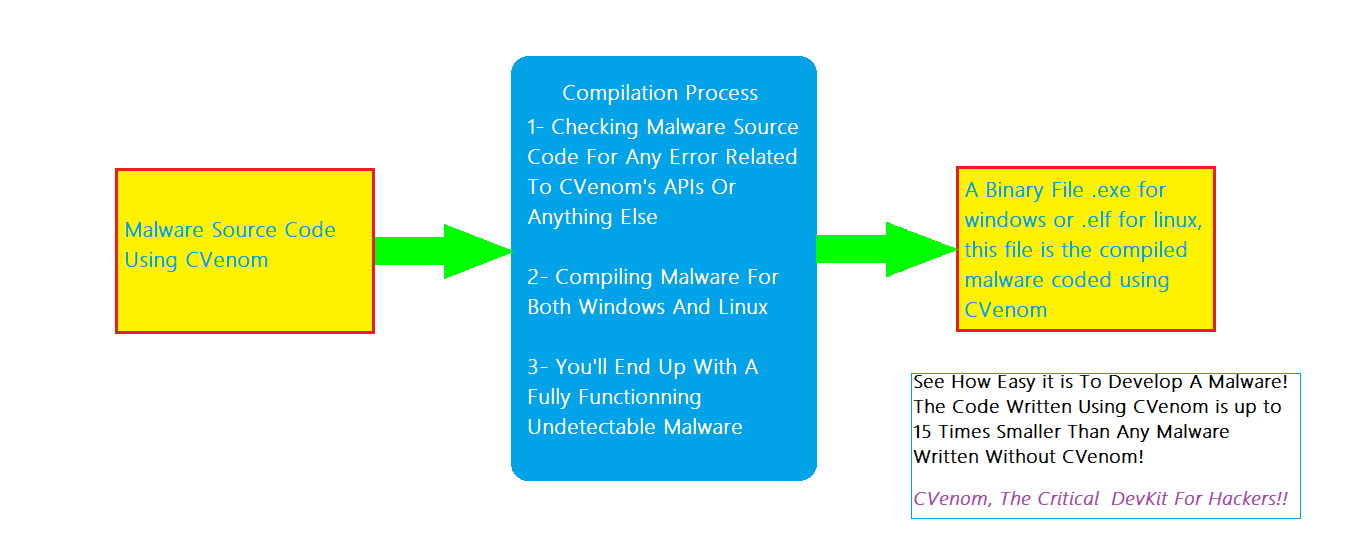 Compilation Process
1- Checking Malware Source
Code For Any Error Related
To CVenom's APIs Or
Anything Else
2- Compiling Malware For
Both Windows And Linux
3- You'll End Up With A
Fully Functionning
Undetectable Malware
Malware Source Code
Using CVenom
A Binary File .exe for
windows or .elf for linux,
this file is the compiled
malware coded using
CVenom
See How Easy it is To Develop A Malware!
The Code Written Using CVenom is up to
15 Times Smaller Than Any Malware
Written Without CVenom!
CVenom, The Critical  DevKit For Hackers!!